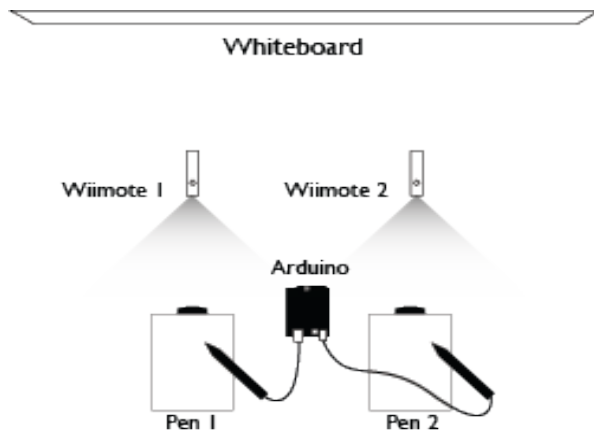 Whiteboard
Wiimote 1
Wiimote 2
Arduino
Pen 1
Pen 2